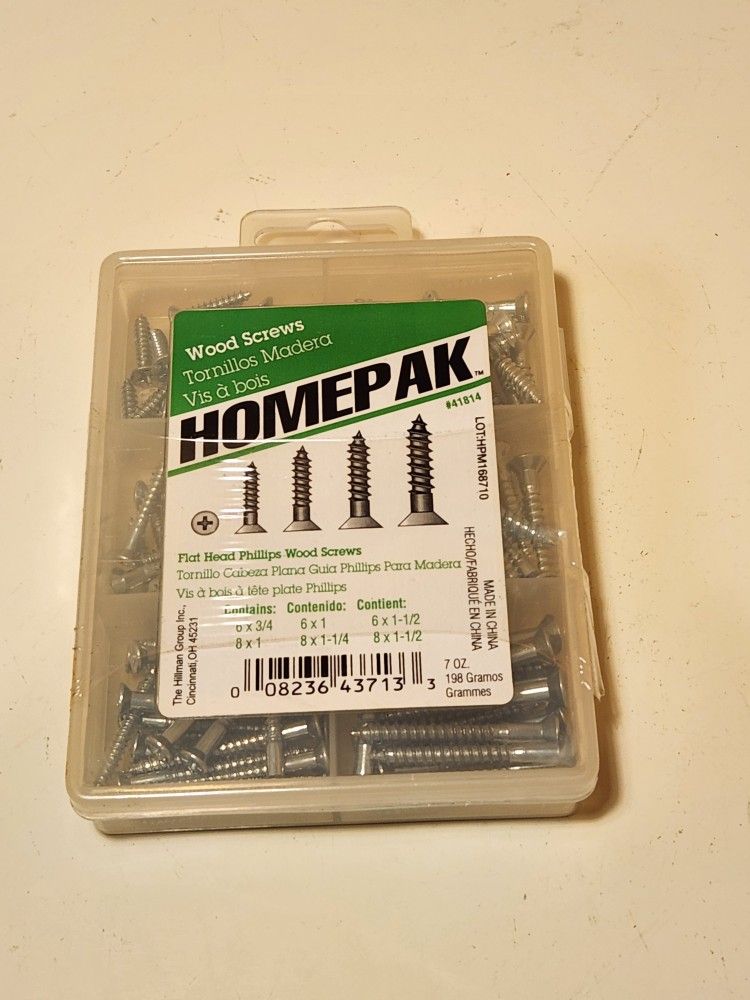 Wood Screws
Tornillos Madera
Vis à bois
HOMEPAK™
#41814
LOT:HPM168710
Flat Head Phillips Wood Screws
Tornillo Cabeza Plana Guia Phillips Para Madera
Vis à bois à tête plate Phillips
Contains: Contenido: Contient:
6 x 3/4 6 x 1 6 x 1-1/2
8 x 1 8 x 1-1/4 8 x 1-1/2
MADE IN CHINA
HECHO/FABRIQUÉ EN CHINA
The Hillman Group Inc.,
Cincinnati, OH 45231
0 08236 43713 3
7 OZ.
198 Gramos
Grammes